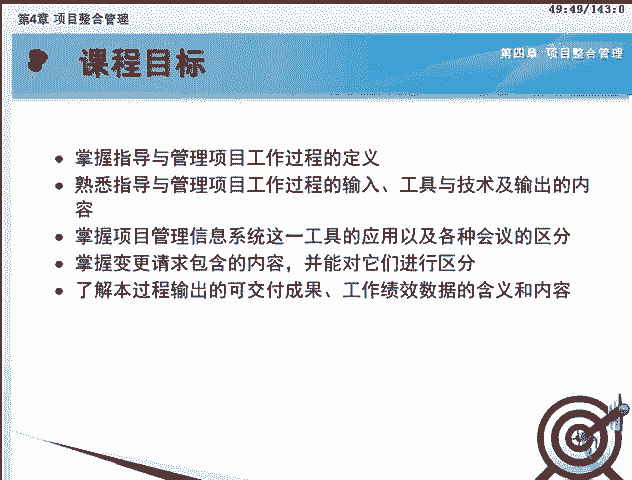 第4章 项目整合管理
49:49/143:0
课程目标
第四章 项目整合管理
掌握指导与管理项目工作过程的定义
熟悉指导与管理项目工作过程的输入、工具与技术及输出的内
容
掌握项目管理信息系统这一工具的应用以及各种会议的区分
掌握变更请求包含的内容，并能对它们进行区分
了解本过程输出的可交付成果、工作绩效数据的含义和内容